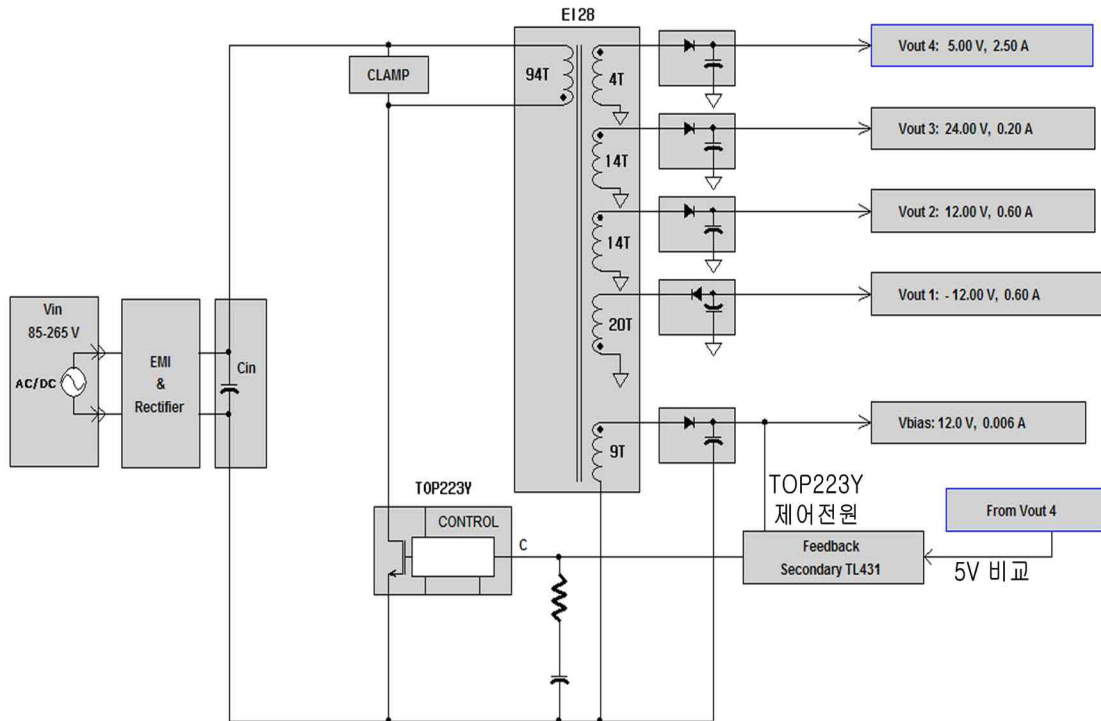 EI28
CLAMP
94T
4T
Vout 4: 5.00 V, 2.50 A
14T
Vout 3: 24.00 V, 0.20 A
14T
Vout 2: 12.00 V, 0.60 A
20T
Vout 1: - 12.00 V, 0.60 A
Vin
85-265 V
AC/DC
EMI
&
Rectifier
Cin
9T
Vbias: 12.0 V, 0.006 A
TOP223Y
CONTROL
C
TOP223Y
제어전원
From Vout 4
Feedback
Secondary TL431
5V 비교